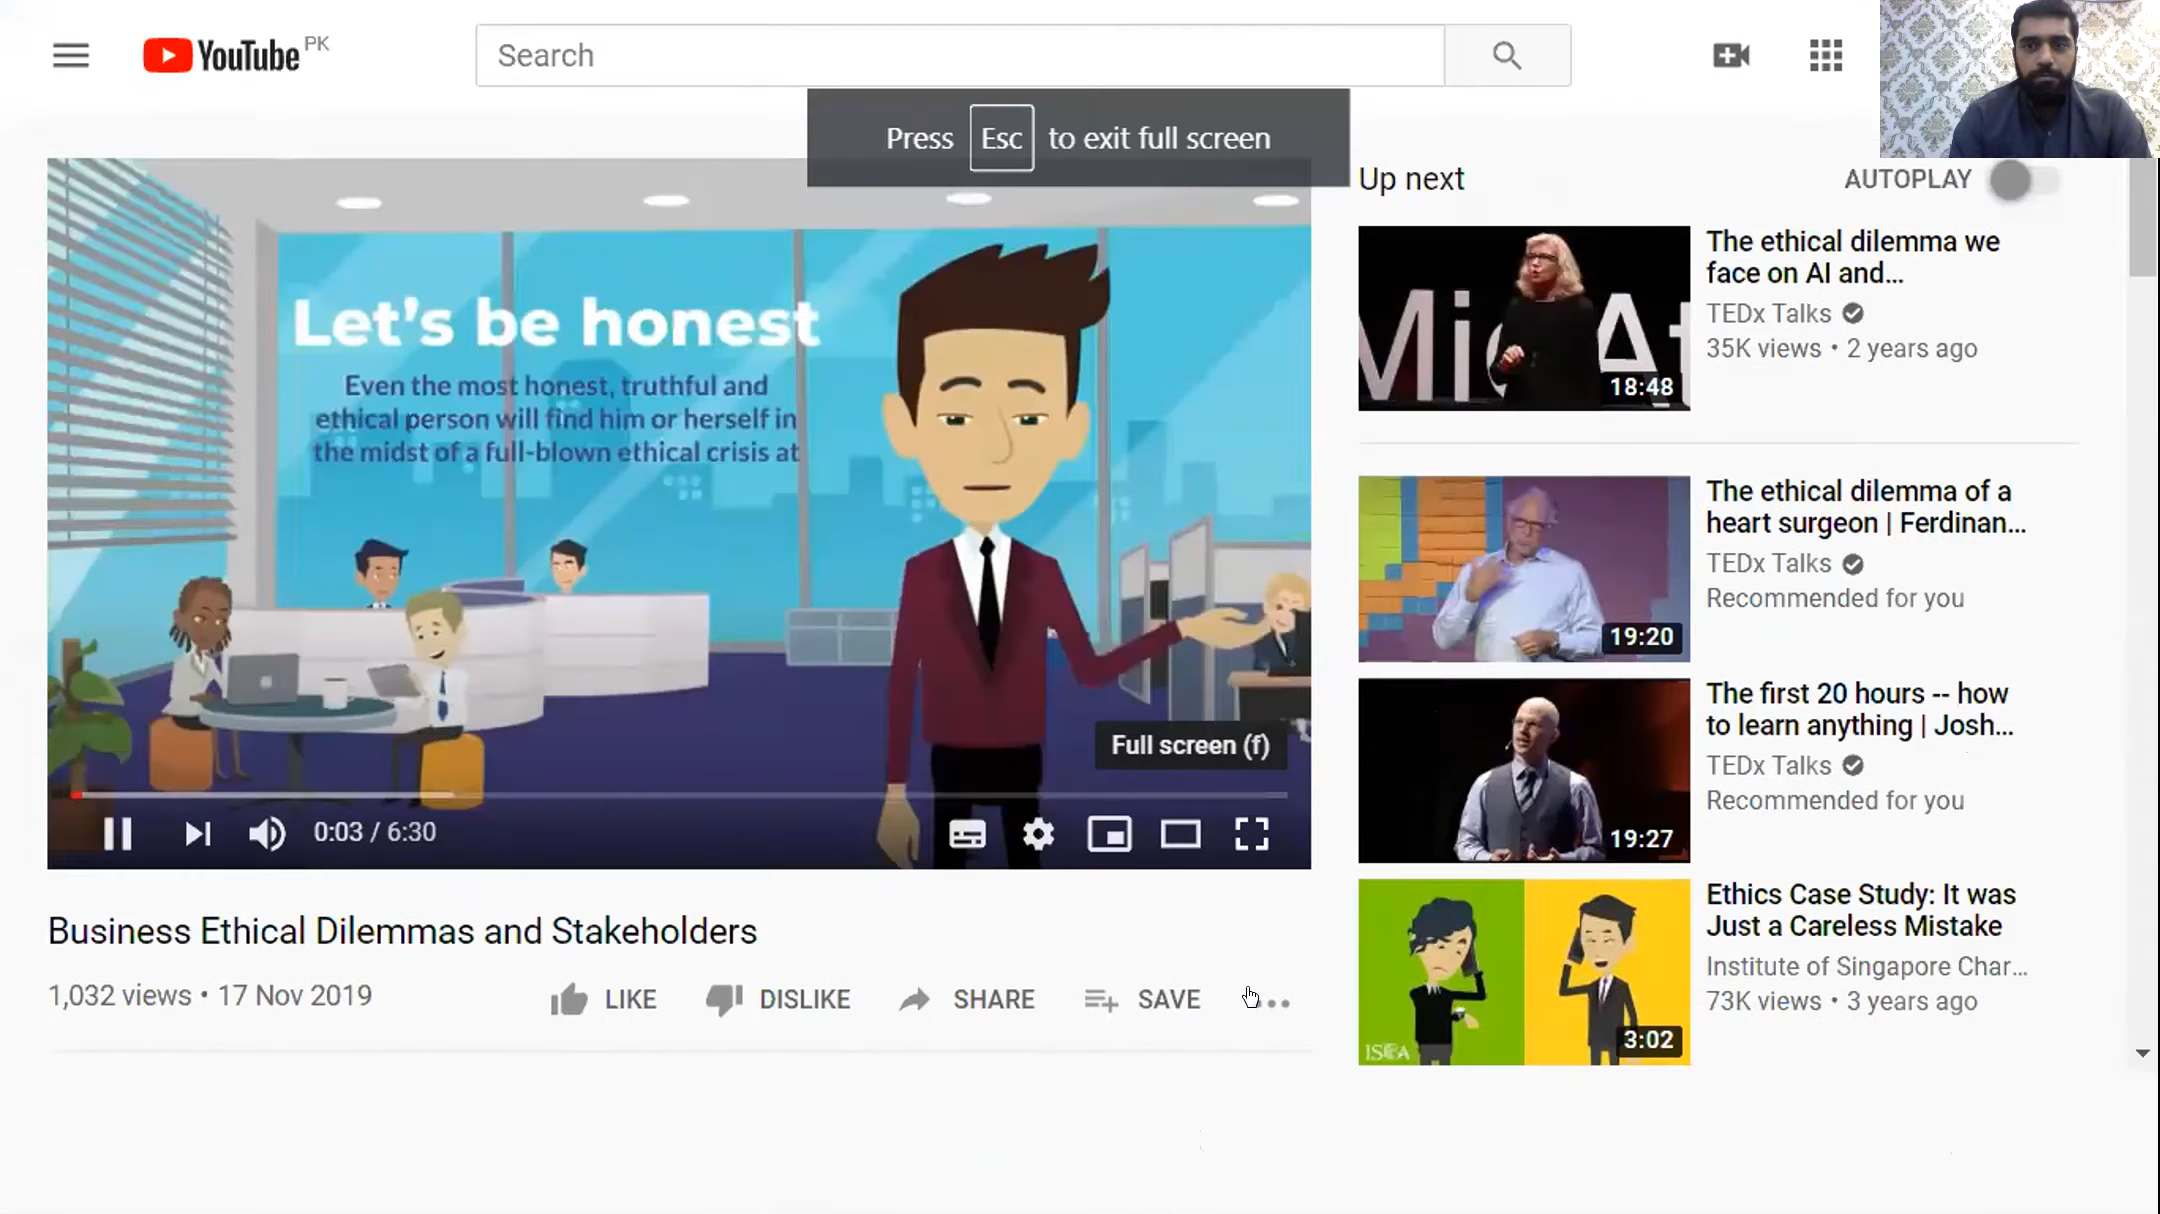 YouTube PK
Search
Press Esc to exit full screen
Let's be honest
Even the most honest, truthful and
ethical person will find him or herself in
the midst of a full-blown ethical crisis at
Full screen (f)
0:03 / 6:30
Business Ethical Dilemmas and Stakeholders
1,032 views • 17 Nov 2019
LIKE
DISLIKE
SHARE
SAVE
Up next
AUTOPLAY
Mi At
18:48
The ethical dilemma we
face on AI and...
TEDx Talks
35K views • 2 years ago
19:20
The ethical dilemma of a
heart surgeon | Ferdinan...
TEDx Talks
Recommended for you
19:27
The first 20 hours -- how
to learn anything | Josh...
TEDx Talks
Recommended for you
ISCA
3:02
Ethics Case Study: It was
Just a Careless Mistake
Institute of Singapore Char...
73K views • 3 years ago